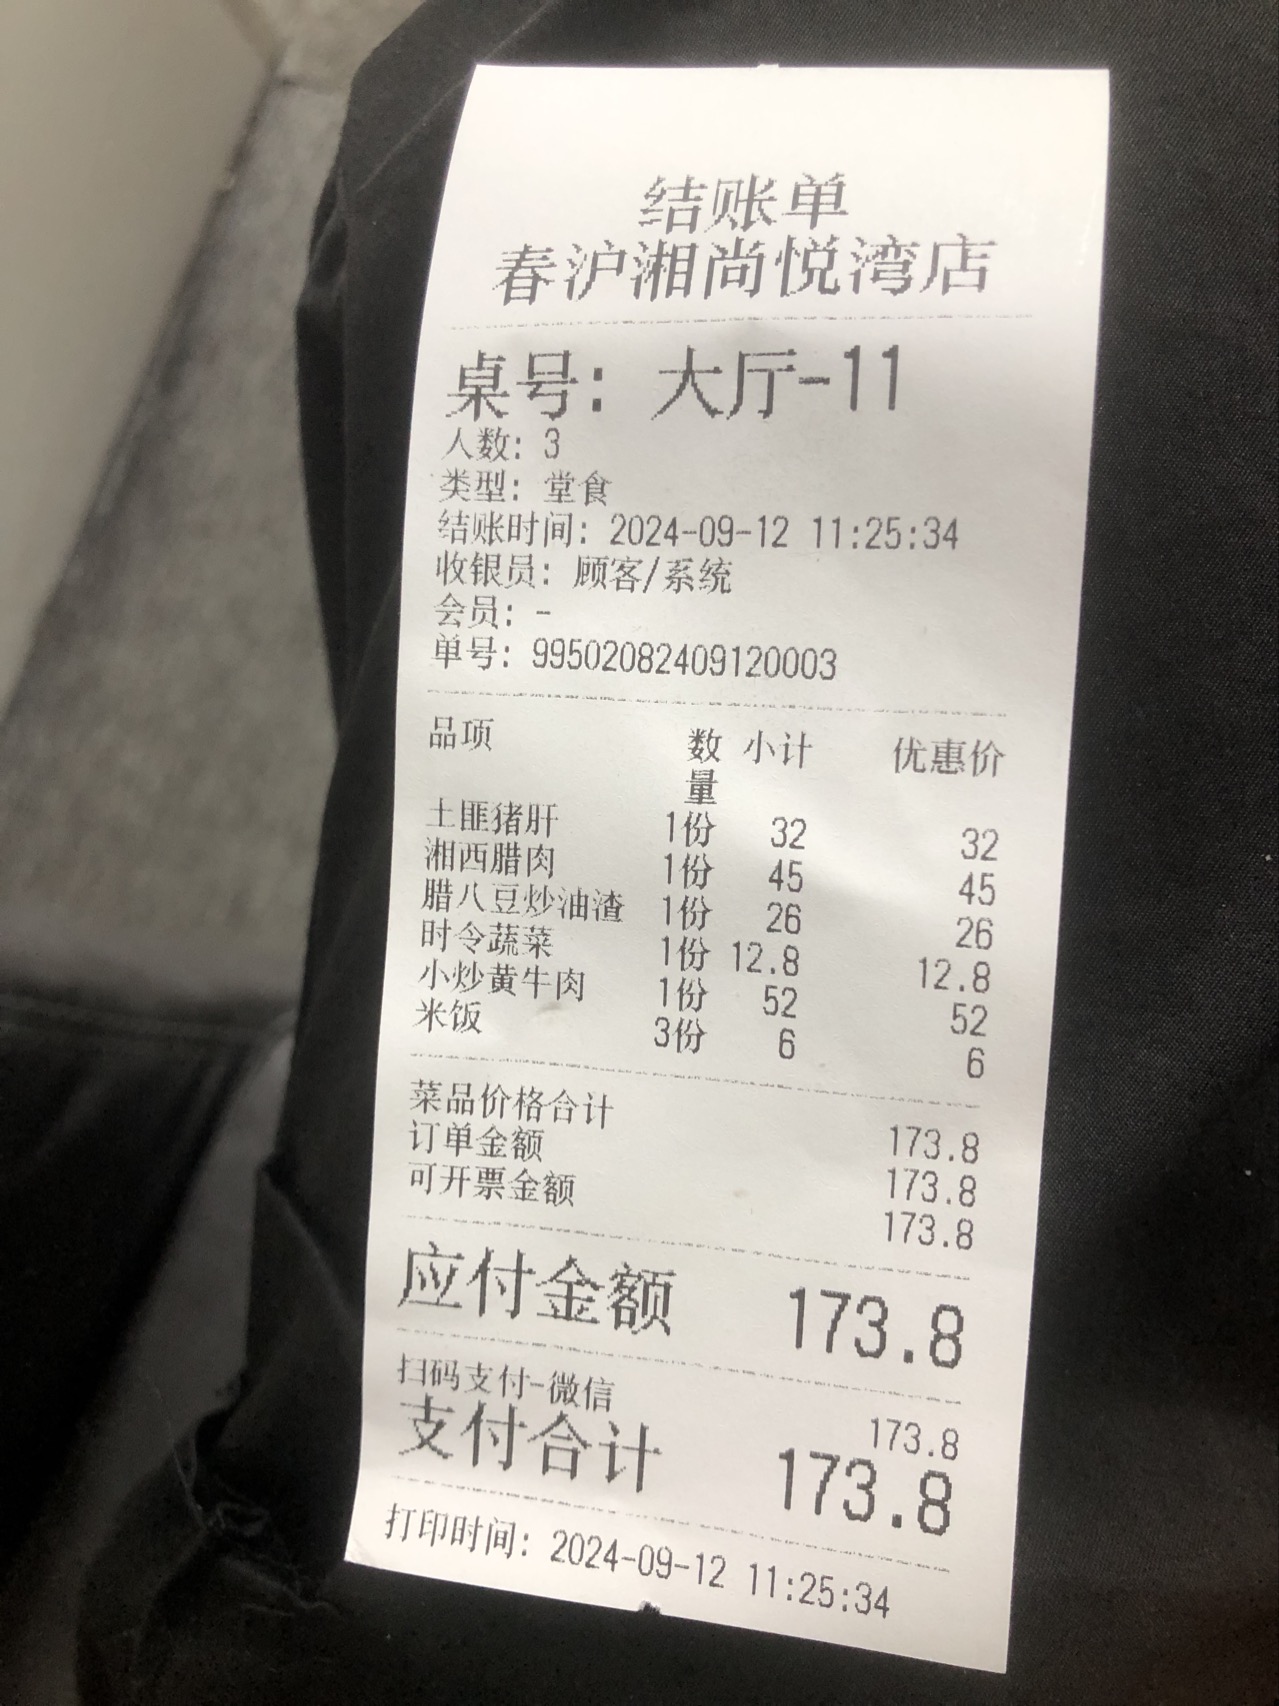 结账单
春沪湘尚悦湾店
桌号：大厅-11
人数：3
类型：堂食
结账时间：2024-09-12 11:25:34
收银员：顾客/系统
会员：-
单号：99502082409120003
品项 数量 小计 优惠价
土匪猪肝 1份 32 32
湘西腊肉 1份 45 45
腊八豆炒油渣 1份 26 26
时令蔬菜 1份 12.8 12.8
小炒黄牛肉 1份 52 52
米饭 3份 6 6
菜品价格合计 173.8
订单金额 173.8
可开票金额 173.8
应付金额 173.8
扫码支付-微信 173.8
支付合计 173.8
打印时间：2024-09-12 11:25:34